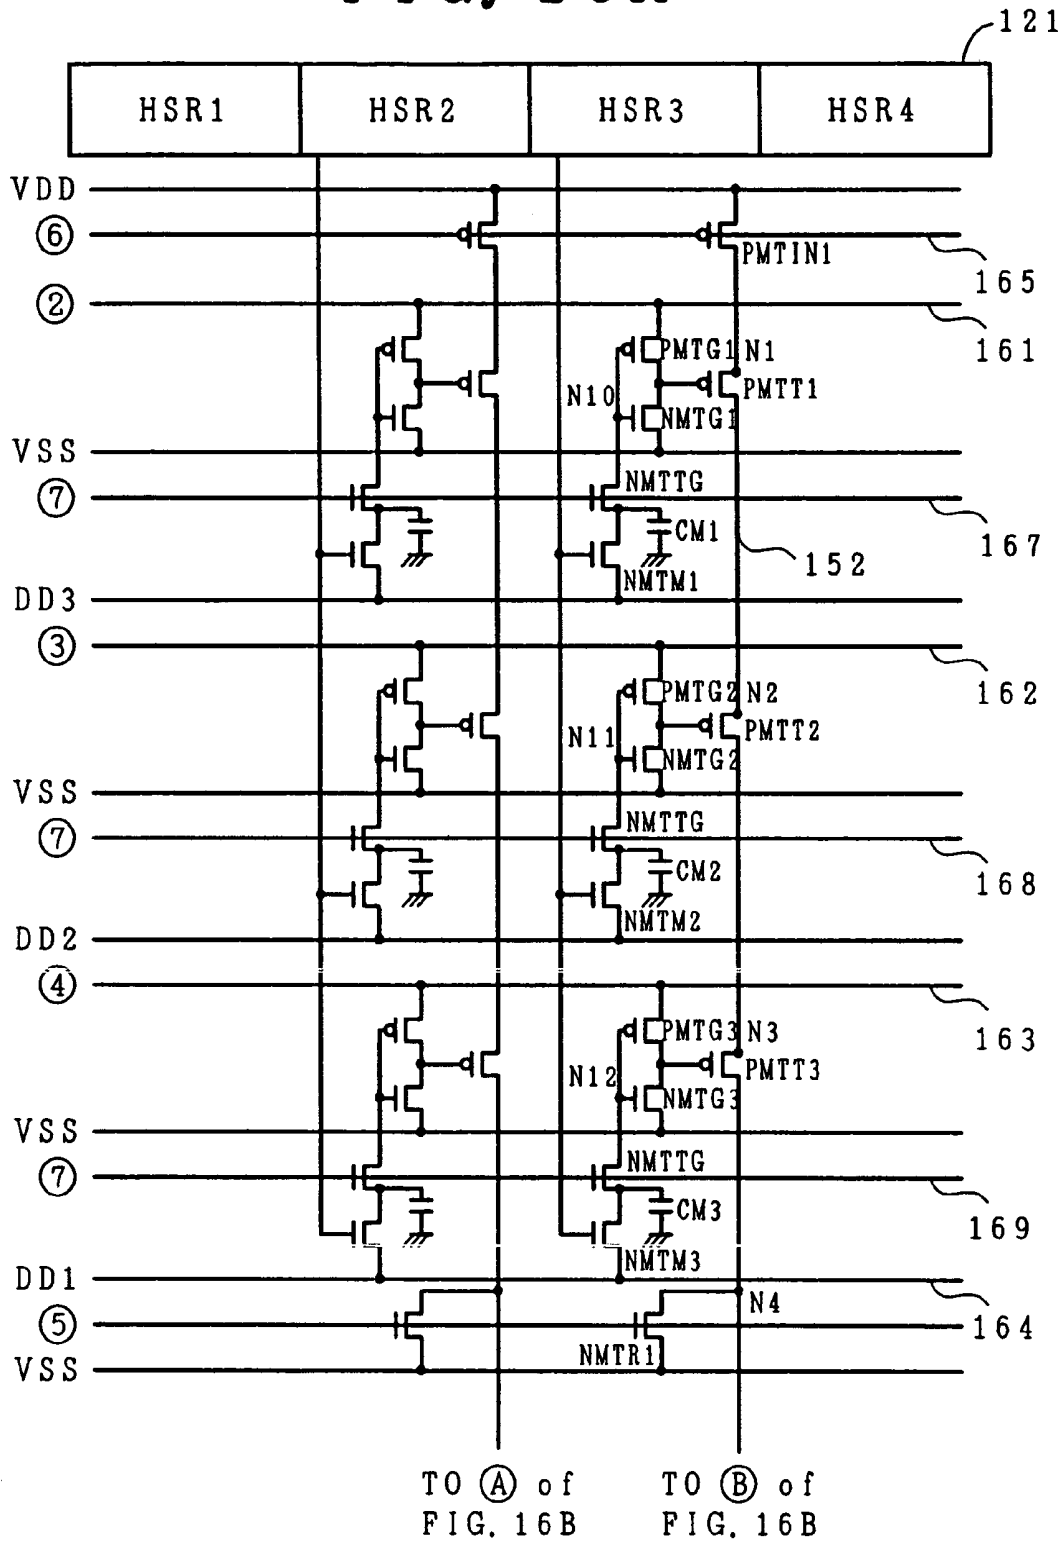 121
HSR1 HSR2 HSR3 HSR4
VDD
⑥
PMTIN1
165
②
161
PMTG1 N1
PMTT1
N10
NMTG1
VSS
⑦
NMTTG
167
CM1
152
NMTM1
DD3
③
162
PMTG2 N2
PMTT2
N11
NMTG2
VSS
⑦
NMTTG
168
CM2
NMTM2
DD2
④
163
PMTG3 N3
PMTT3
N12
NMTG3
VSS
⑦
NMTTG
169
CM3
NMTM3
DD1
N4
164
⑤
NMTR1
VSS
TO Ⓐ of TO Ⓑ of
FIG. 16B FIG. 16B